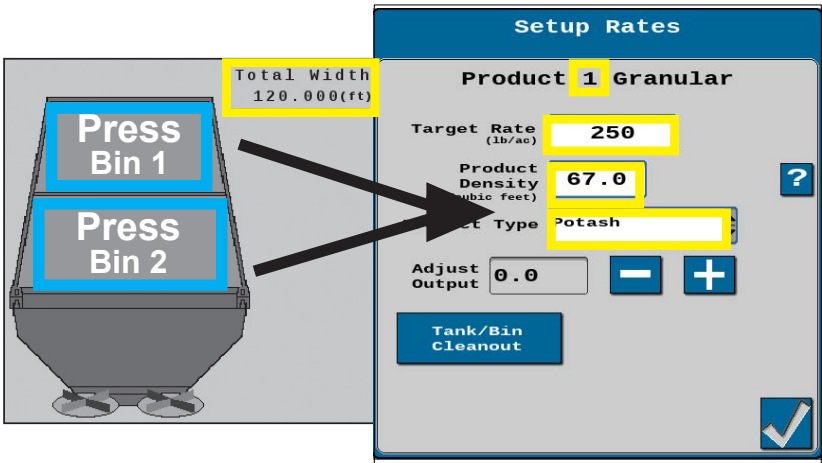 Total Width
120.000(ft)
Press
Bin 1
Press
Bin 2
Setup Rates
Product 1 Granular
Target Rate
(lb/ac)
250
Product
Density
feet)
67.0
?
Type
Potash
Adjust
Output
0.0
Tank/Bin
Cleanout